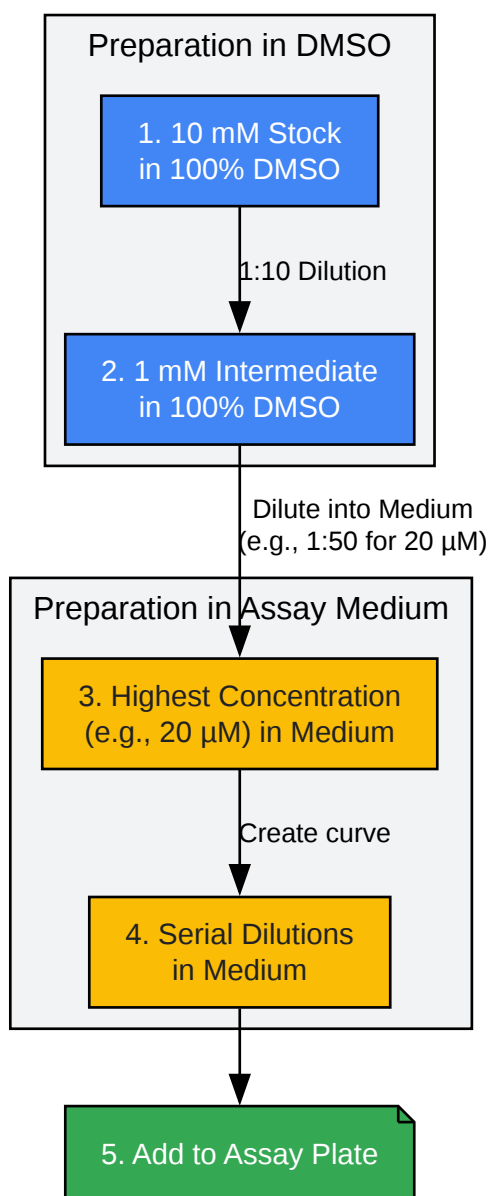 Preparation in DMSO
1. 10 mM Stock
in 100% DMSO
1:10 Dilution
2. 1 mM Intermediate
in 100% DMSO
Dilute into Medium
(e.g., 1:50 for 20 µM)
Preparation in Assay Medium
3. Highest Concentration
(e.g., 20 µM) in Medium
Create curve
4. Serial Dilutions
in Medium
5. Add to Assay Plate